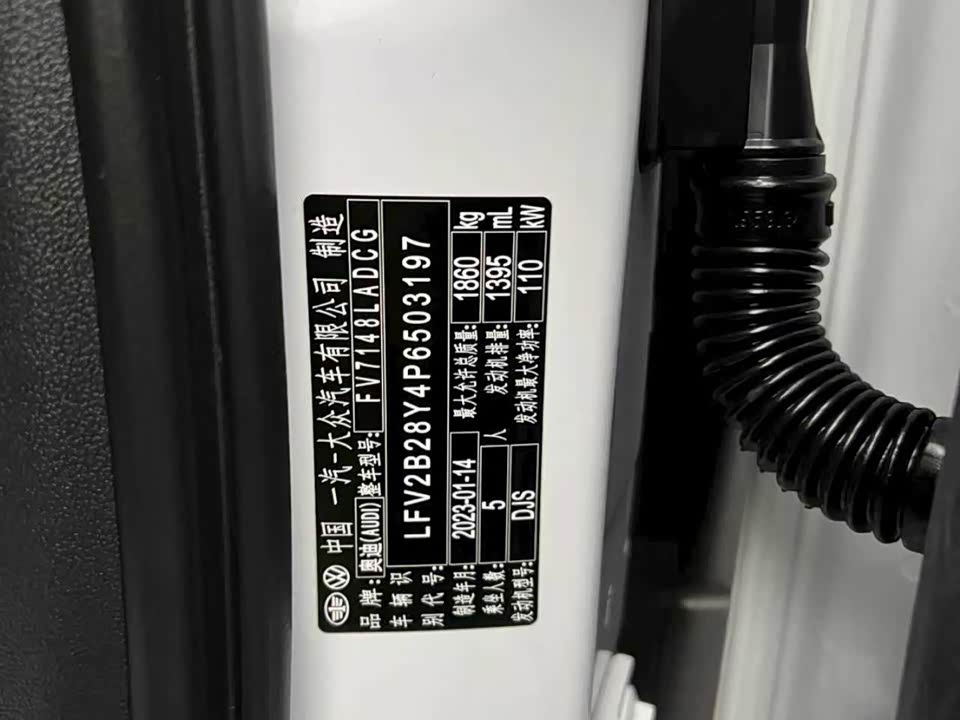 中国 一汽-大众汽车有限公司 制造
品牌: 奥迪(AUDI) 整车型号: FV7148LADCG
车辆识别代号: LFV2B28Y4P6503197
制造年月: 2023-01-14 最大允许总质量: 1860 kg
乘坐人数: 5 人 发动机排量: 1395 mL
发动机型号: DJS 发动机最大净功率: 110 kW